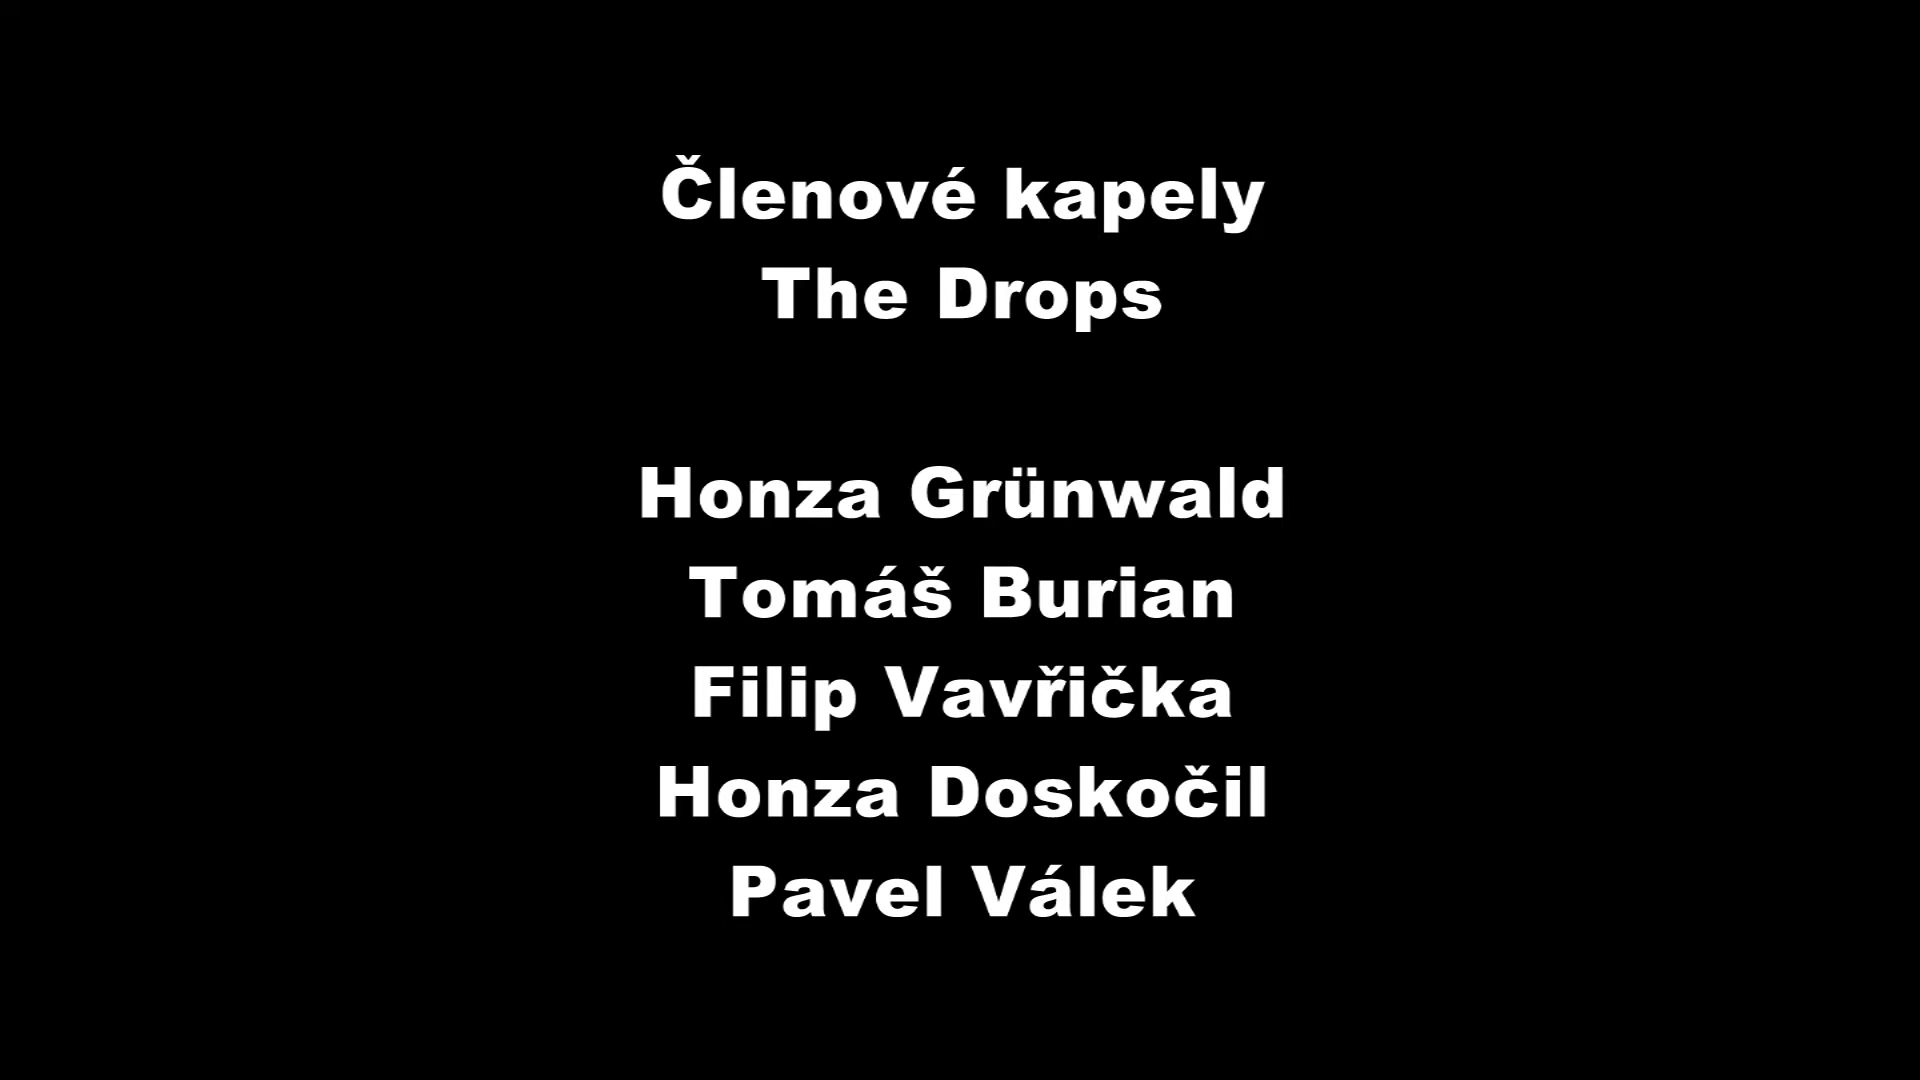 Členové kapely
The Drops
Honza Grünwald
Tomáš Burian
Filip Vavřička
Honza Doskočil
Pavel Válek